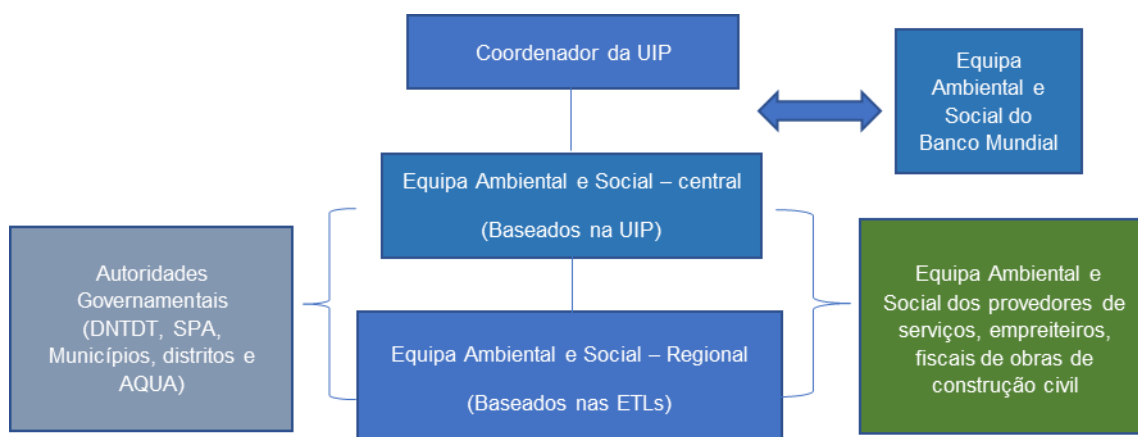 Coordenador da UIP
Equipa
Ambiental e
Social do
Banco Mundial
Equipa Ambiental e Social – central
(Baseados na UIP)
Autoridades
Governamentais
(DNTDT, SPA,
Municípios, distritos e
AQUA)
Equipa Ambiental e
Social dos provedores de
serviços, empreiteiros,
fiscais de obras de
construção civil
Equipa Ambiental e Social – Regional
(Baseados nas ETLs)